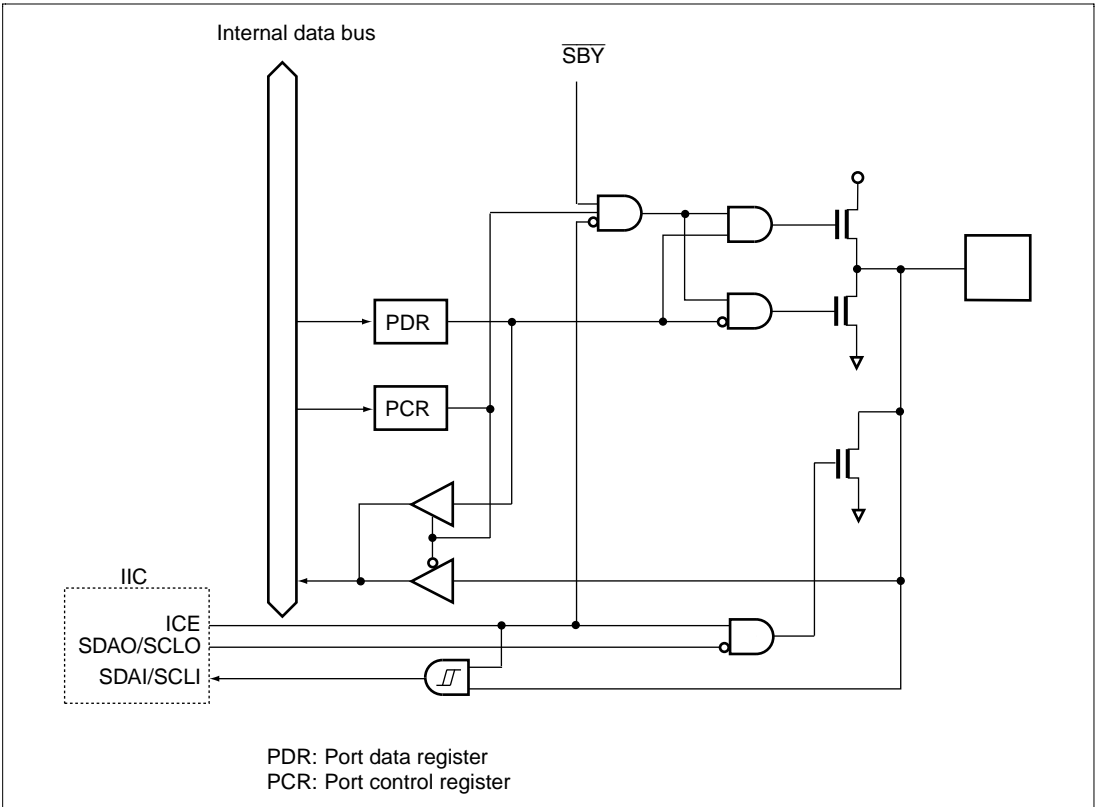 Internal data bus
SBY
PDR
PCR
IIC
ICE
SDAO/SCLO
SDAI/SCLI
PDR: Port data register
PCR: Port control register